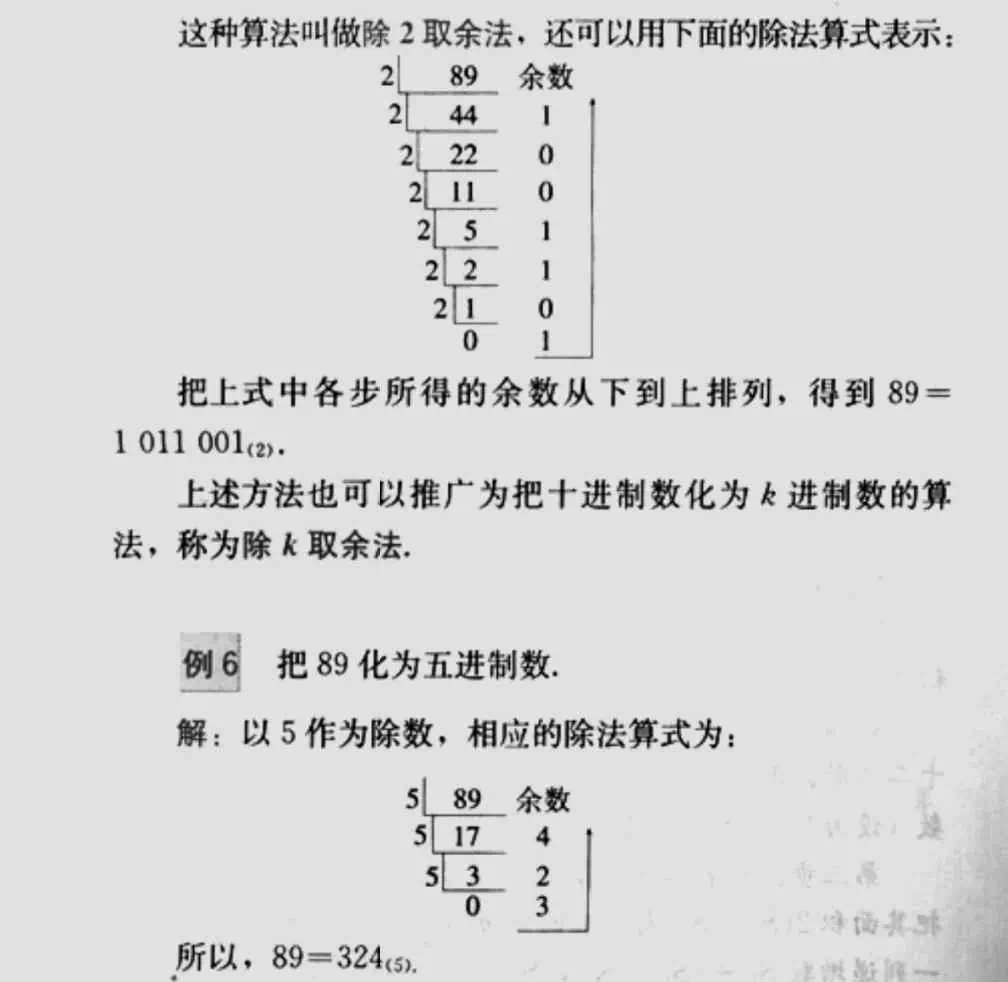 这种算法叫做除 2 取余法，还可以用下面的除法算式表示：
2 89 余数
2 44 1
2 22 0
2 11 0
2 5 1
2 2 1
2 1 0
0 1
把上式中各步所得的余数从下到上排列，得到 89＝
1 011 001(2).
上述方法也可以推广为把十进制数化为 k 进制数的算
法，称为除 k 取余法.
例 6 把 89 化为五进制数.
解：以 5 作为除数，相应的除法算式为：
5 89 余数
5 17 4
5 3 2
0 3
所以，89＝324(5).